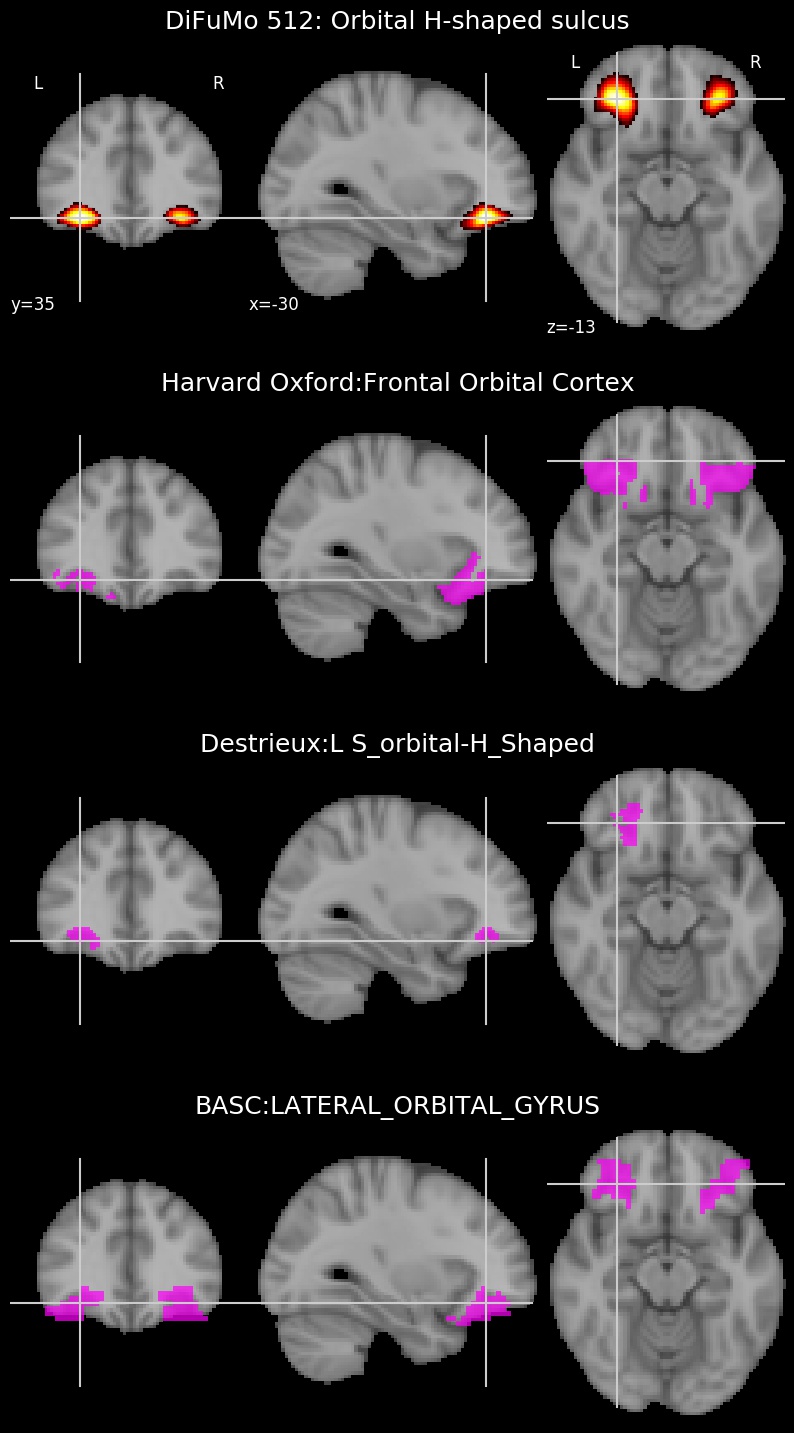 DiFuMo 512: Orbital H-shaped sulcus
L R L R
y=35 x=-30 z=-13
Harvard Oxford:Frontal Orbital Cortex
Destrieux:L S_orbital-H_Shaped
BASC:LATERAL_ORBITAL_GYRUS